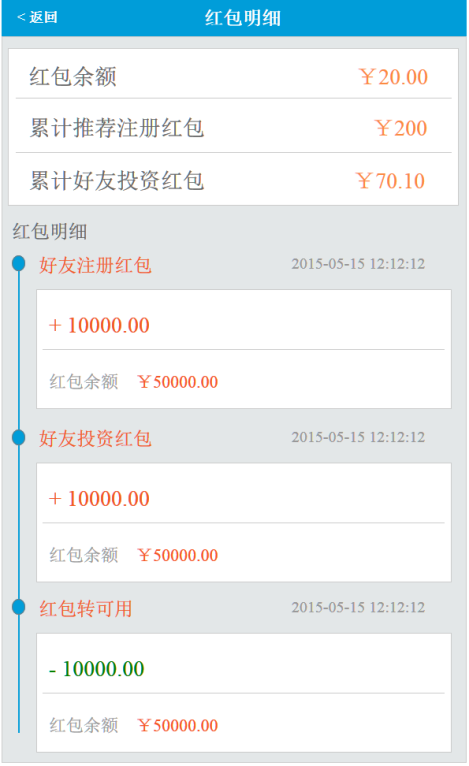 < 返回 红包明细
红包余额 ￥20.00
累计推荐注册红包 ￥200
累计好友投资红包 ￥70.10
红包明细
好友注册红包 2015-05-15 12:12:12
+ 10000.00
红包余额 ￥50000.00
好友投资红包 2015-05-15 12:12:12
+ 10000.00
红包余额 ￥50000.00
红包转可用 2015-05-15 12:12:12
- 10000.00
红包余额 ￥50000.00